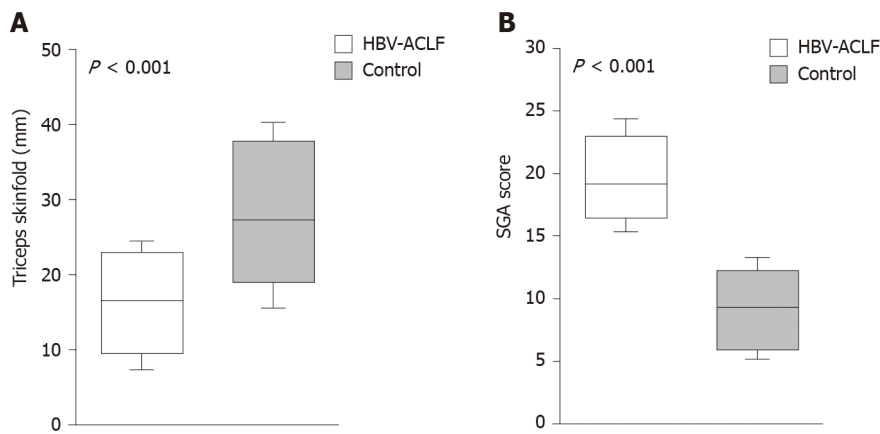 A
HBV-ACLF
Control
P < 0.001
Triceps skinfold (mm)
50
40
30
20
10
0
B
HBV-ACLF
Control
P < 0.001
SGA score
30
25
20
15
10
5
0